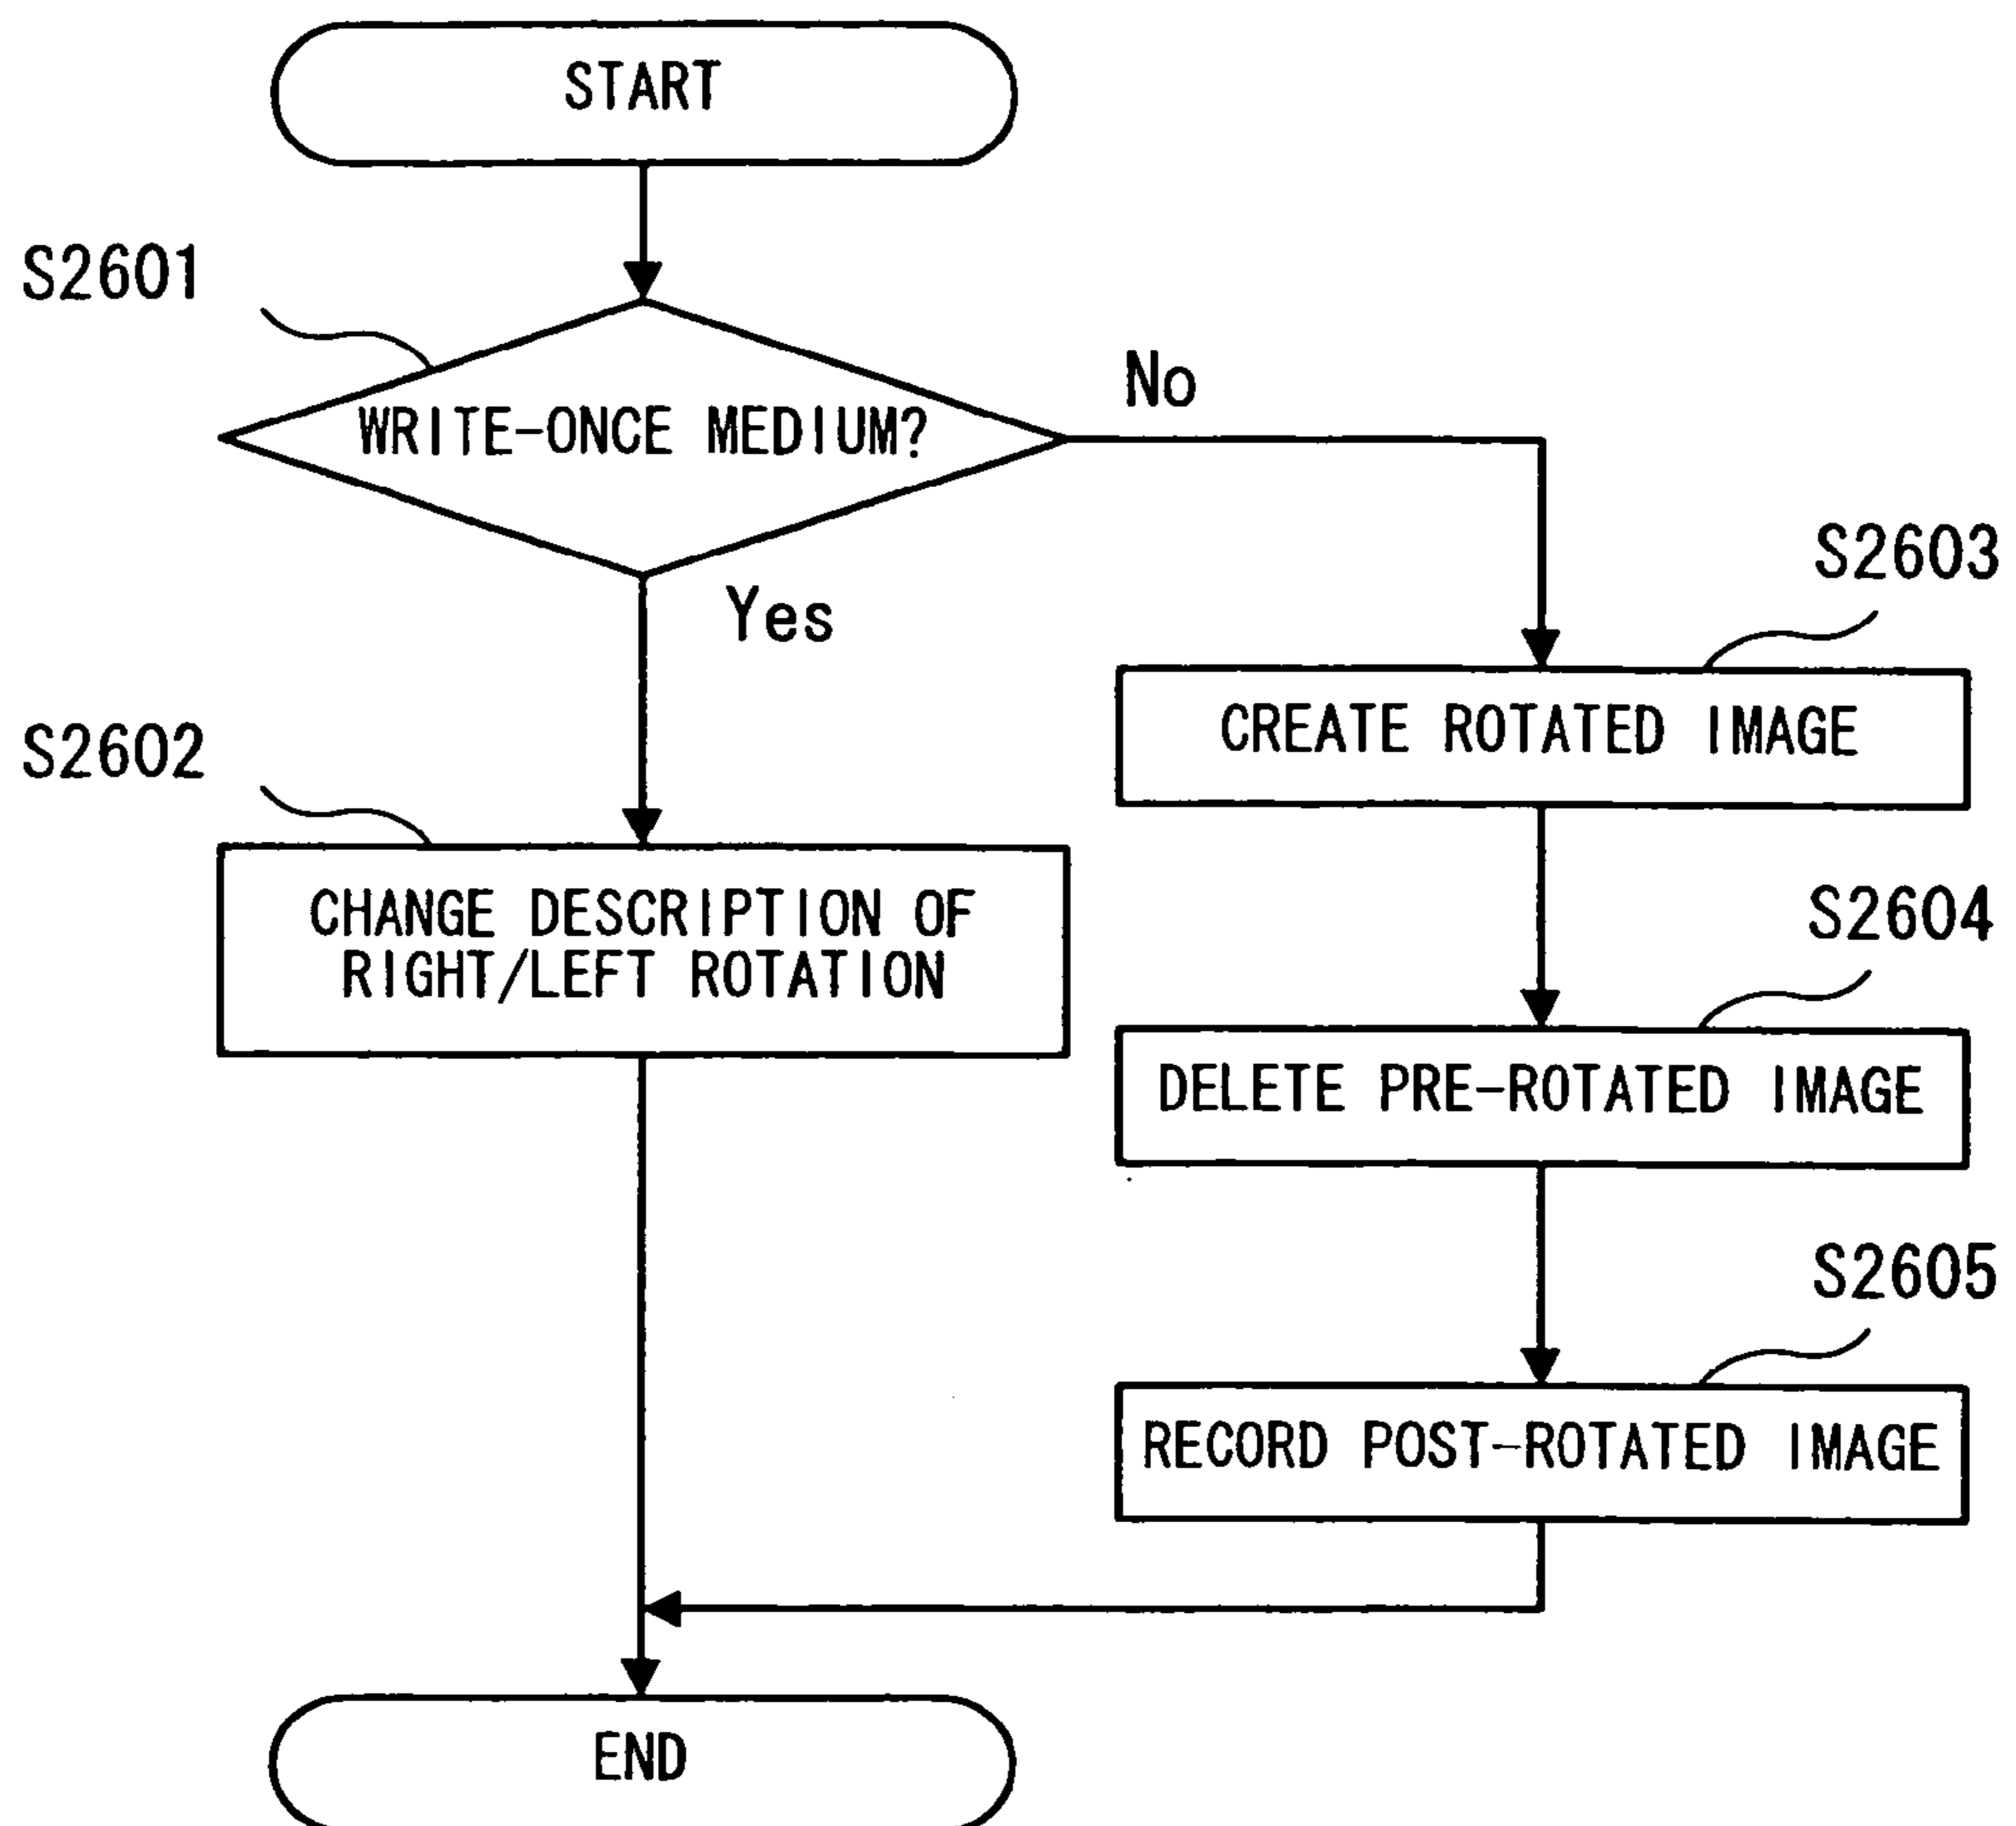 START
S2601
WRITE-ONCE MEDIUM?
No
Yes
S2603
CREATE ROTATED IMAGE
S2602
CHANGE DESCRIPTION OF
RIGHT/LEFT ROTATION
S2604
DELETE PRE-ROTATED IMAGE
S2605
RECORD POST-ROTATED IMAGE
END